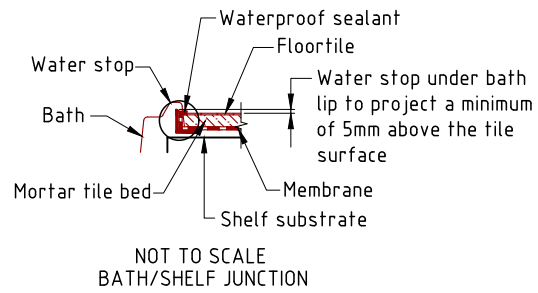 Waterproof sealant
Floortile
Water stop
Water stop under bath
lip to project a minimum
of 5mm above the tile
surface
Bath
Mortar tile bed
Membrane
Shelf substrate
NOT TO SCALE
BATH/SHELF JUNCTION